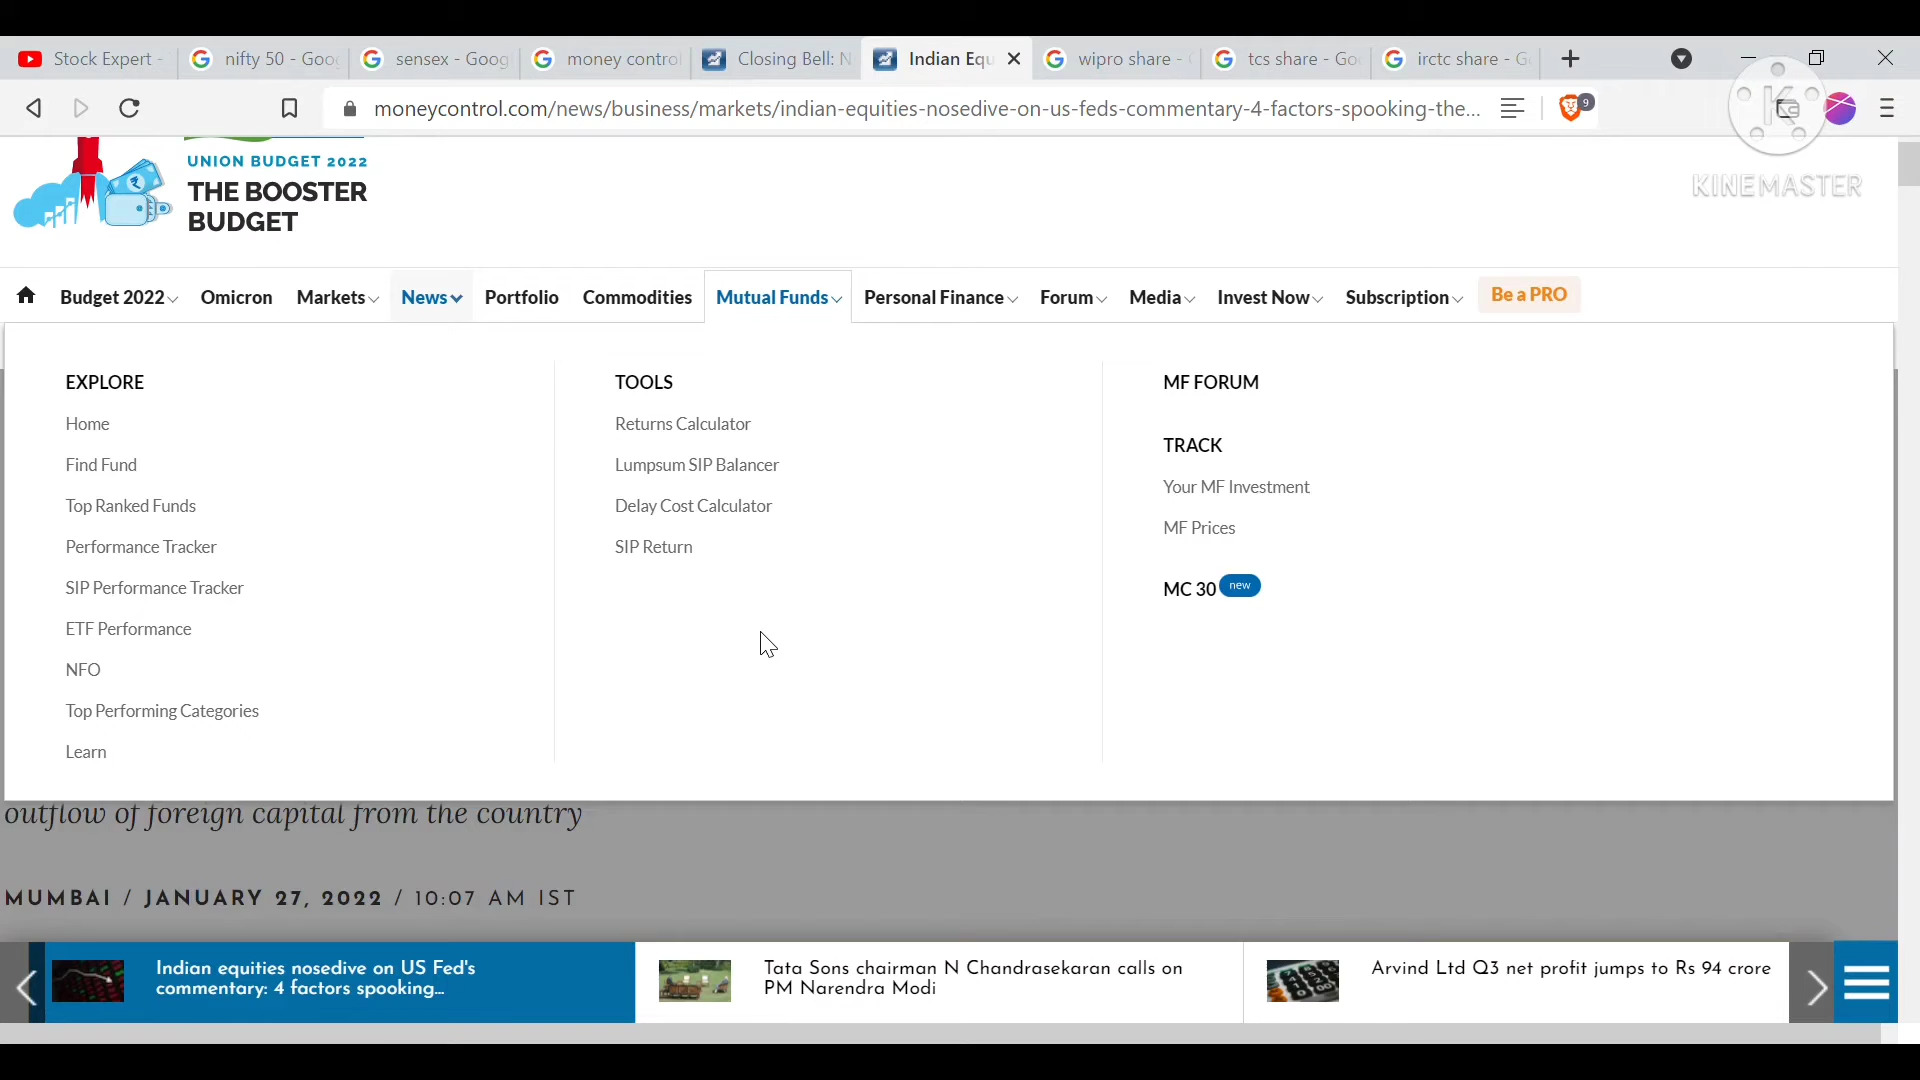 Stock Expert -
nifty 50 - Goo
sensex - Goog
money control
Closing Bell: N
Indian Equ
wipro share -
tcs share - Go
irctc share - G
moneycontrol.com/news/business/markets/indian-equities-nosedive-on-us-feds-commentary-4-factors-spooking-the...
9
K
KINEMASTER
UNION BUDGET 2022
THE BOOSTER
BUDGET
Budget 2022
Omicron
Markets
News
Portfolio
Commodities
Mutual Funds
Personal Finance
Forum
Media
Invest Now
Subscription
Be a PRO
EXPLORE
Home
Find Fund
Top Ranked Funds
Performance Tracker
SIP Performance Tracker
ETF Performance
NFO
Top Performing Categories
Learn
TOOLS
Returns Calculator
Lumpsum SIP Balancer
Delay Cost Calculator
SIP Return
MF FORUM
TRACK
Your MF Investment
MF Prices
MC 30 new
outflow of foreign capital from the country
MUMBAI / JANUARY 27, 2022 / 10:07 AM IST
Indian equities nosedive on US Fed's
commentary: 4 factors spooking...
Tata Sons chairman N Chandrasekaran calls on
PM Narendra Modi
Arvind Ltd Q3 net profit jumps to Rs 94 crore